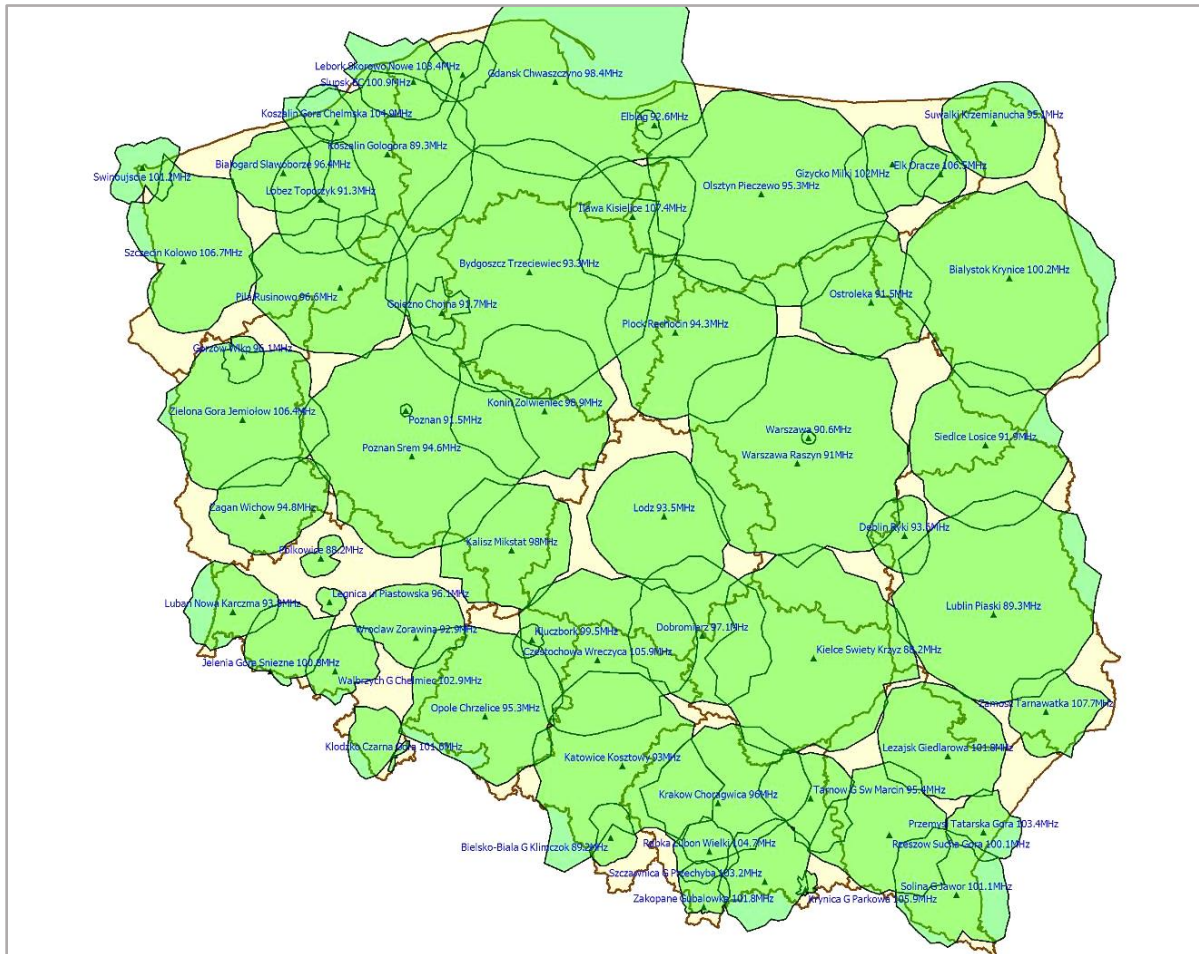 Lebork Skorowo Nowe 103.4MHz
Gdansk Chwaszczyno 98.4MHz
Slupsk EC 100.9MHz
Koszalin Gora Chelmska 104.9MHz
Elblag 92.6MHz
Suwalki Krzemianucha 95.1MHz
Koszalin Gologora 89.3MHz
Bialogard Slawoborze 96.4MHz
Elk Oracze 106.5MHz
Gizycko Milki 102MHz
Swinoujscie 101.2MHz
Lobez Toporzyk 91.3MHz
Olsztyn Pieczewo 95.3MHz
Ilawa Kisielice 107.4MHz
Szczecin Kolowo 106.7MHz
Bydgoszcz Trzeciewiec 93.3MHz
Bialystok Krynice 100.2MHz
Pila Rusinowo 96.6MHz
Ostroleka 91.5MHz
Gniezno Chojna 91.7MHz
Plock Rachocin 94.3MHz
Gorzow Wlkp 96.1MHz
Konin Zolwieniec 90.9MHz
Zielona Gora Jemiołow 106.4MHz
Poznan 91.5MHz
Warszawa 90.6MHz
Siedlce Losice 91.9MHz
Poznan Srem 94.6MHz
Warszawa Raszyn 91MHz
Zagan Wichow 94.8MHz
Lodz 93.5MHz
Deblin Ryki 93.6MHz
Kalisz Mikstat 98MHz
Polkowice 88.2MHz
Legnica ul Piastowska 96.1MHz
Luban Nowa Karczma 93.8MHz
Lublin Piaski 89.3MHz
Wroclaw Zorawina 92.9MHz
Kluczbork 99.5MHz
Dobromierz 97.1MHz
Czestochowa Wreczyca 105.9MHz
Kielce Swiety Krzyz 88.2MHz
Jelenia Gora Sniezne 100.8MHz
Walbrzych G Chelmiec 102.9MHz
Opole Chrzelice 95.3MHz
Zamosc Tarnawatka 107.7MHz
Klodzko Czarna Gora 101.6MHz
Lezajsk Giedlarowa 101.8MHz
Katowice Kosztowy 93MHz
Krakow Choragwica 96MHz
Tarnow G Sw Marcin 95.4MHz
Przemysl Tatarska Gora 103.4MHz
Bielsko-Biala G Klimczok 89.2MHz
Rabka Lubon Wielki 104.7MHz
Rzeszow Sucha Gora 100.1MHz
Szczawnica G Przechyba 103.2MHz
Solina G Jawor 101.1MHz
Zakopane Gubalowka 101.8MHz
Krynica G Parkowa 105.9MHz